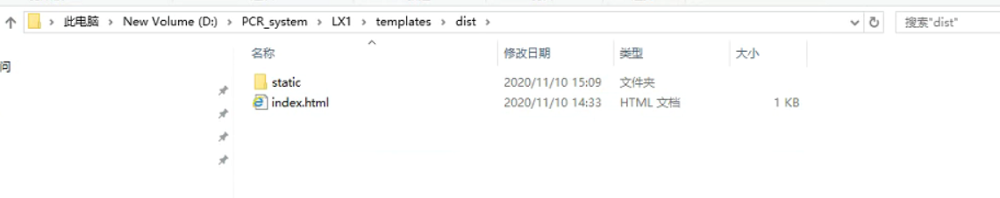 此电脑 > New Volume (D:) > PCR_system > LX1 > templates > dist > 搜索"dist"
名称 修改日期 类型 大小
问
static 2020/11/10 15:09 文件夹
index.html 2020/11/10 14:33 HTML 文档 1 KB